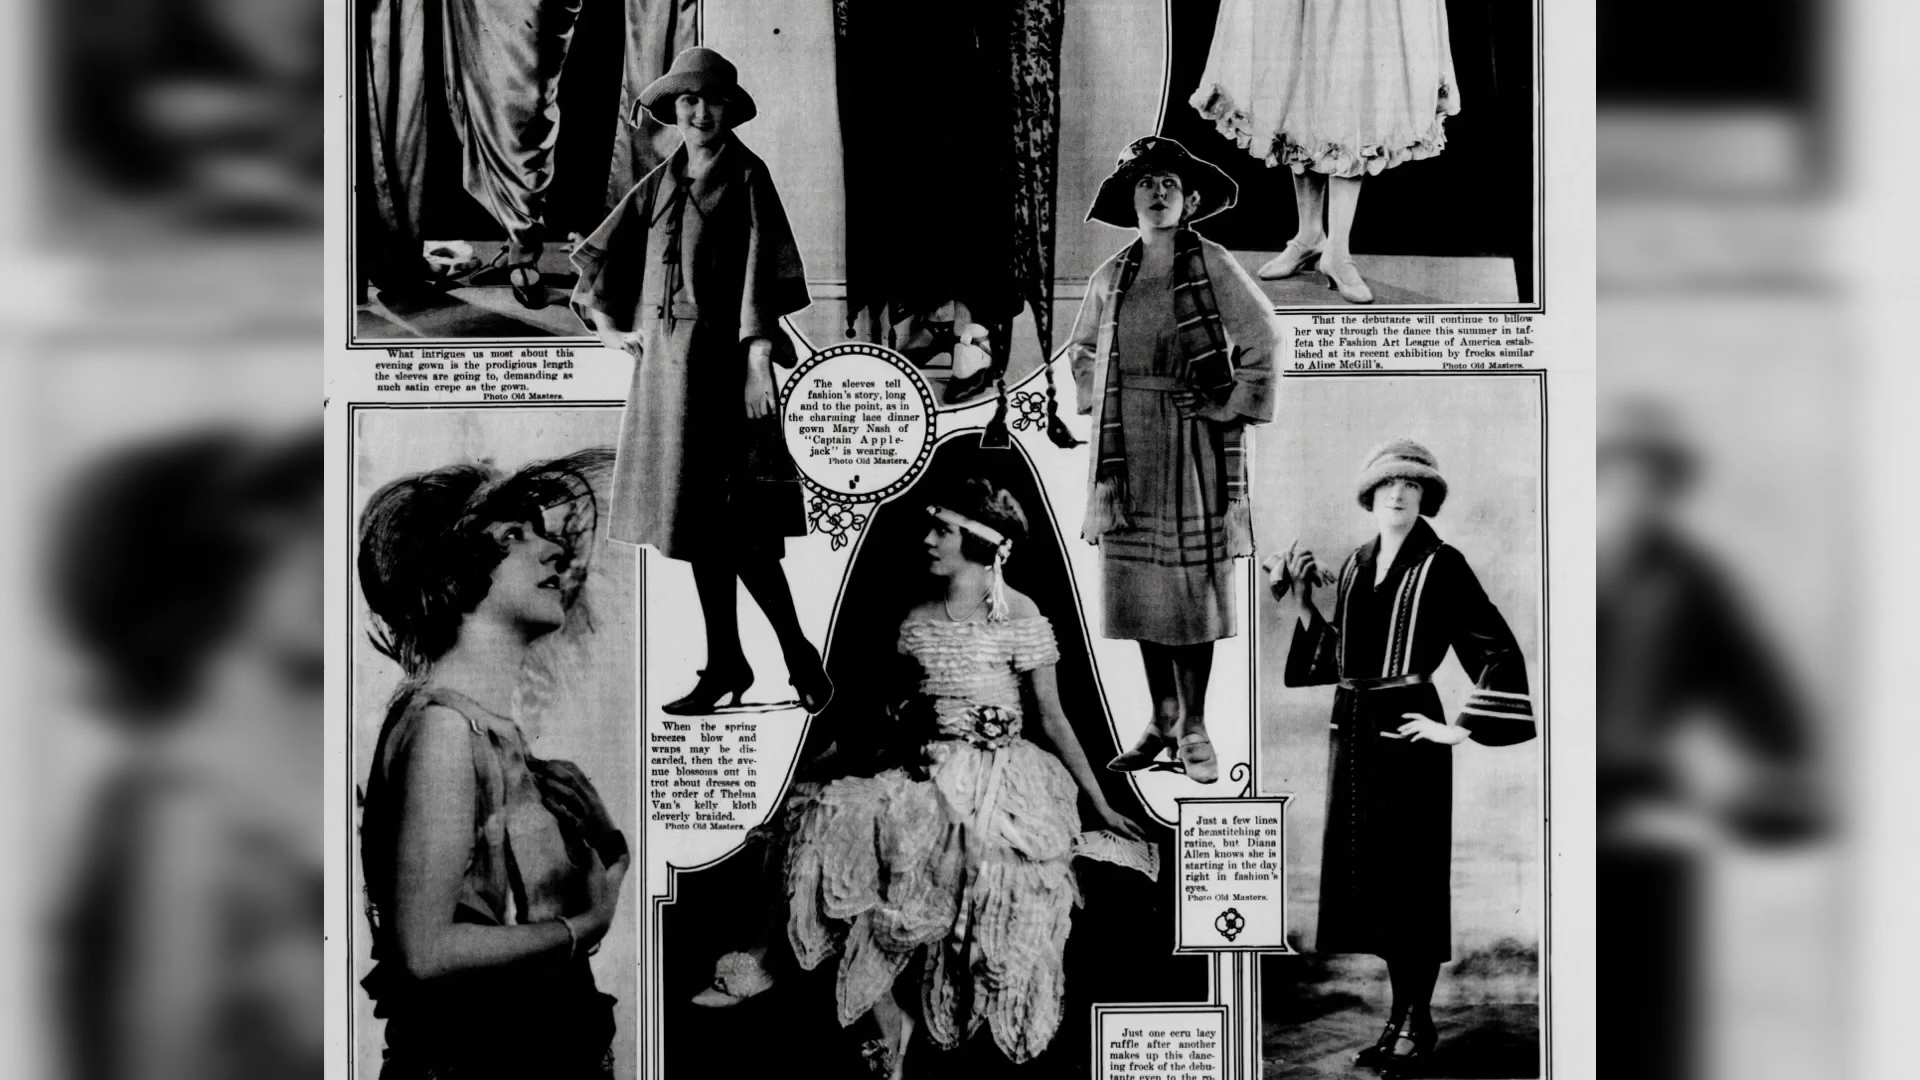 What intrigues us most about this
evening gown is the prodigious length
the sleeves are going to, demanding as
much satin crepe as the gown.
Photo Old Masters.
The sleeves tell
fashion's story, long
and to the point, as in
the charming lace dinner
gown Mary Nash of
"Captain Apple-
jack" is wearing.
Photo Old Masters.
That the debutante will continue to billow
her way through the dance this summer in taf-
feta the Fashion Art League of America estab-
lished at its recent exhibition by frocks similar
to Aline McGill's. Photo Old Masters.
When the spring
breezes blow and
wraps may be dis-
carded, then the ave-
nue blossoms out in
trot about dresses on
the order of Thelma
Van's kelly kloth
cleverly braided.
Photo Old Masters.
Just a few lines
of hemstitching on
ratine, but Diana
Allen knows she is
starting in the day
right in fashion's
eyes.
Photo Old Masters.
Just one ecru lacy
ruffle after another
makes up this danc-
ing frock of the debu-
tante even to the ro-